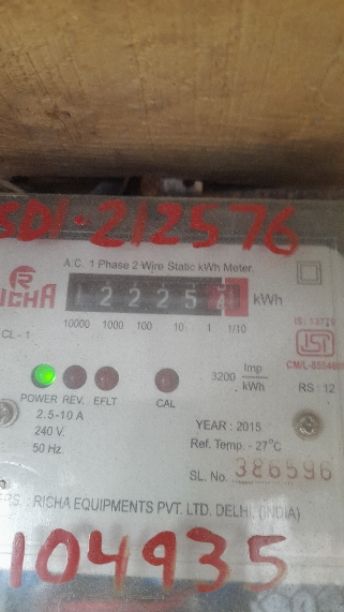 SDI-212576
A.C. 1 Phase 2 Wire Static kWh Meter
RICHA
12225 kWh
10000 1000 100 10 1 1/10
CL - 1
IS: 13779
ISI
3200 Imp/kWh
RS : 12
POWER REV. EFLT CAL
2.5-10 A
240 V.
50 Hz.
YEAR : 2015
Ref. Temp. - 27°C
SL. No. 386596
RICHA EQUIPMENTS PVT. LTD. DELHI, (INDIA)
104935